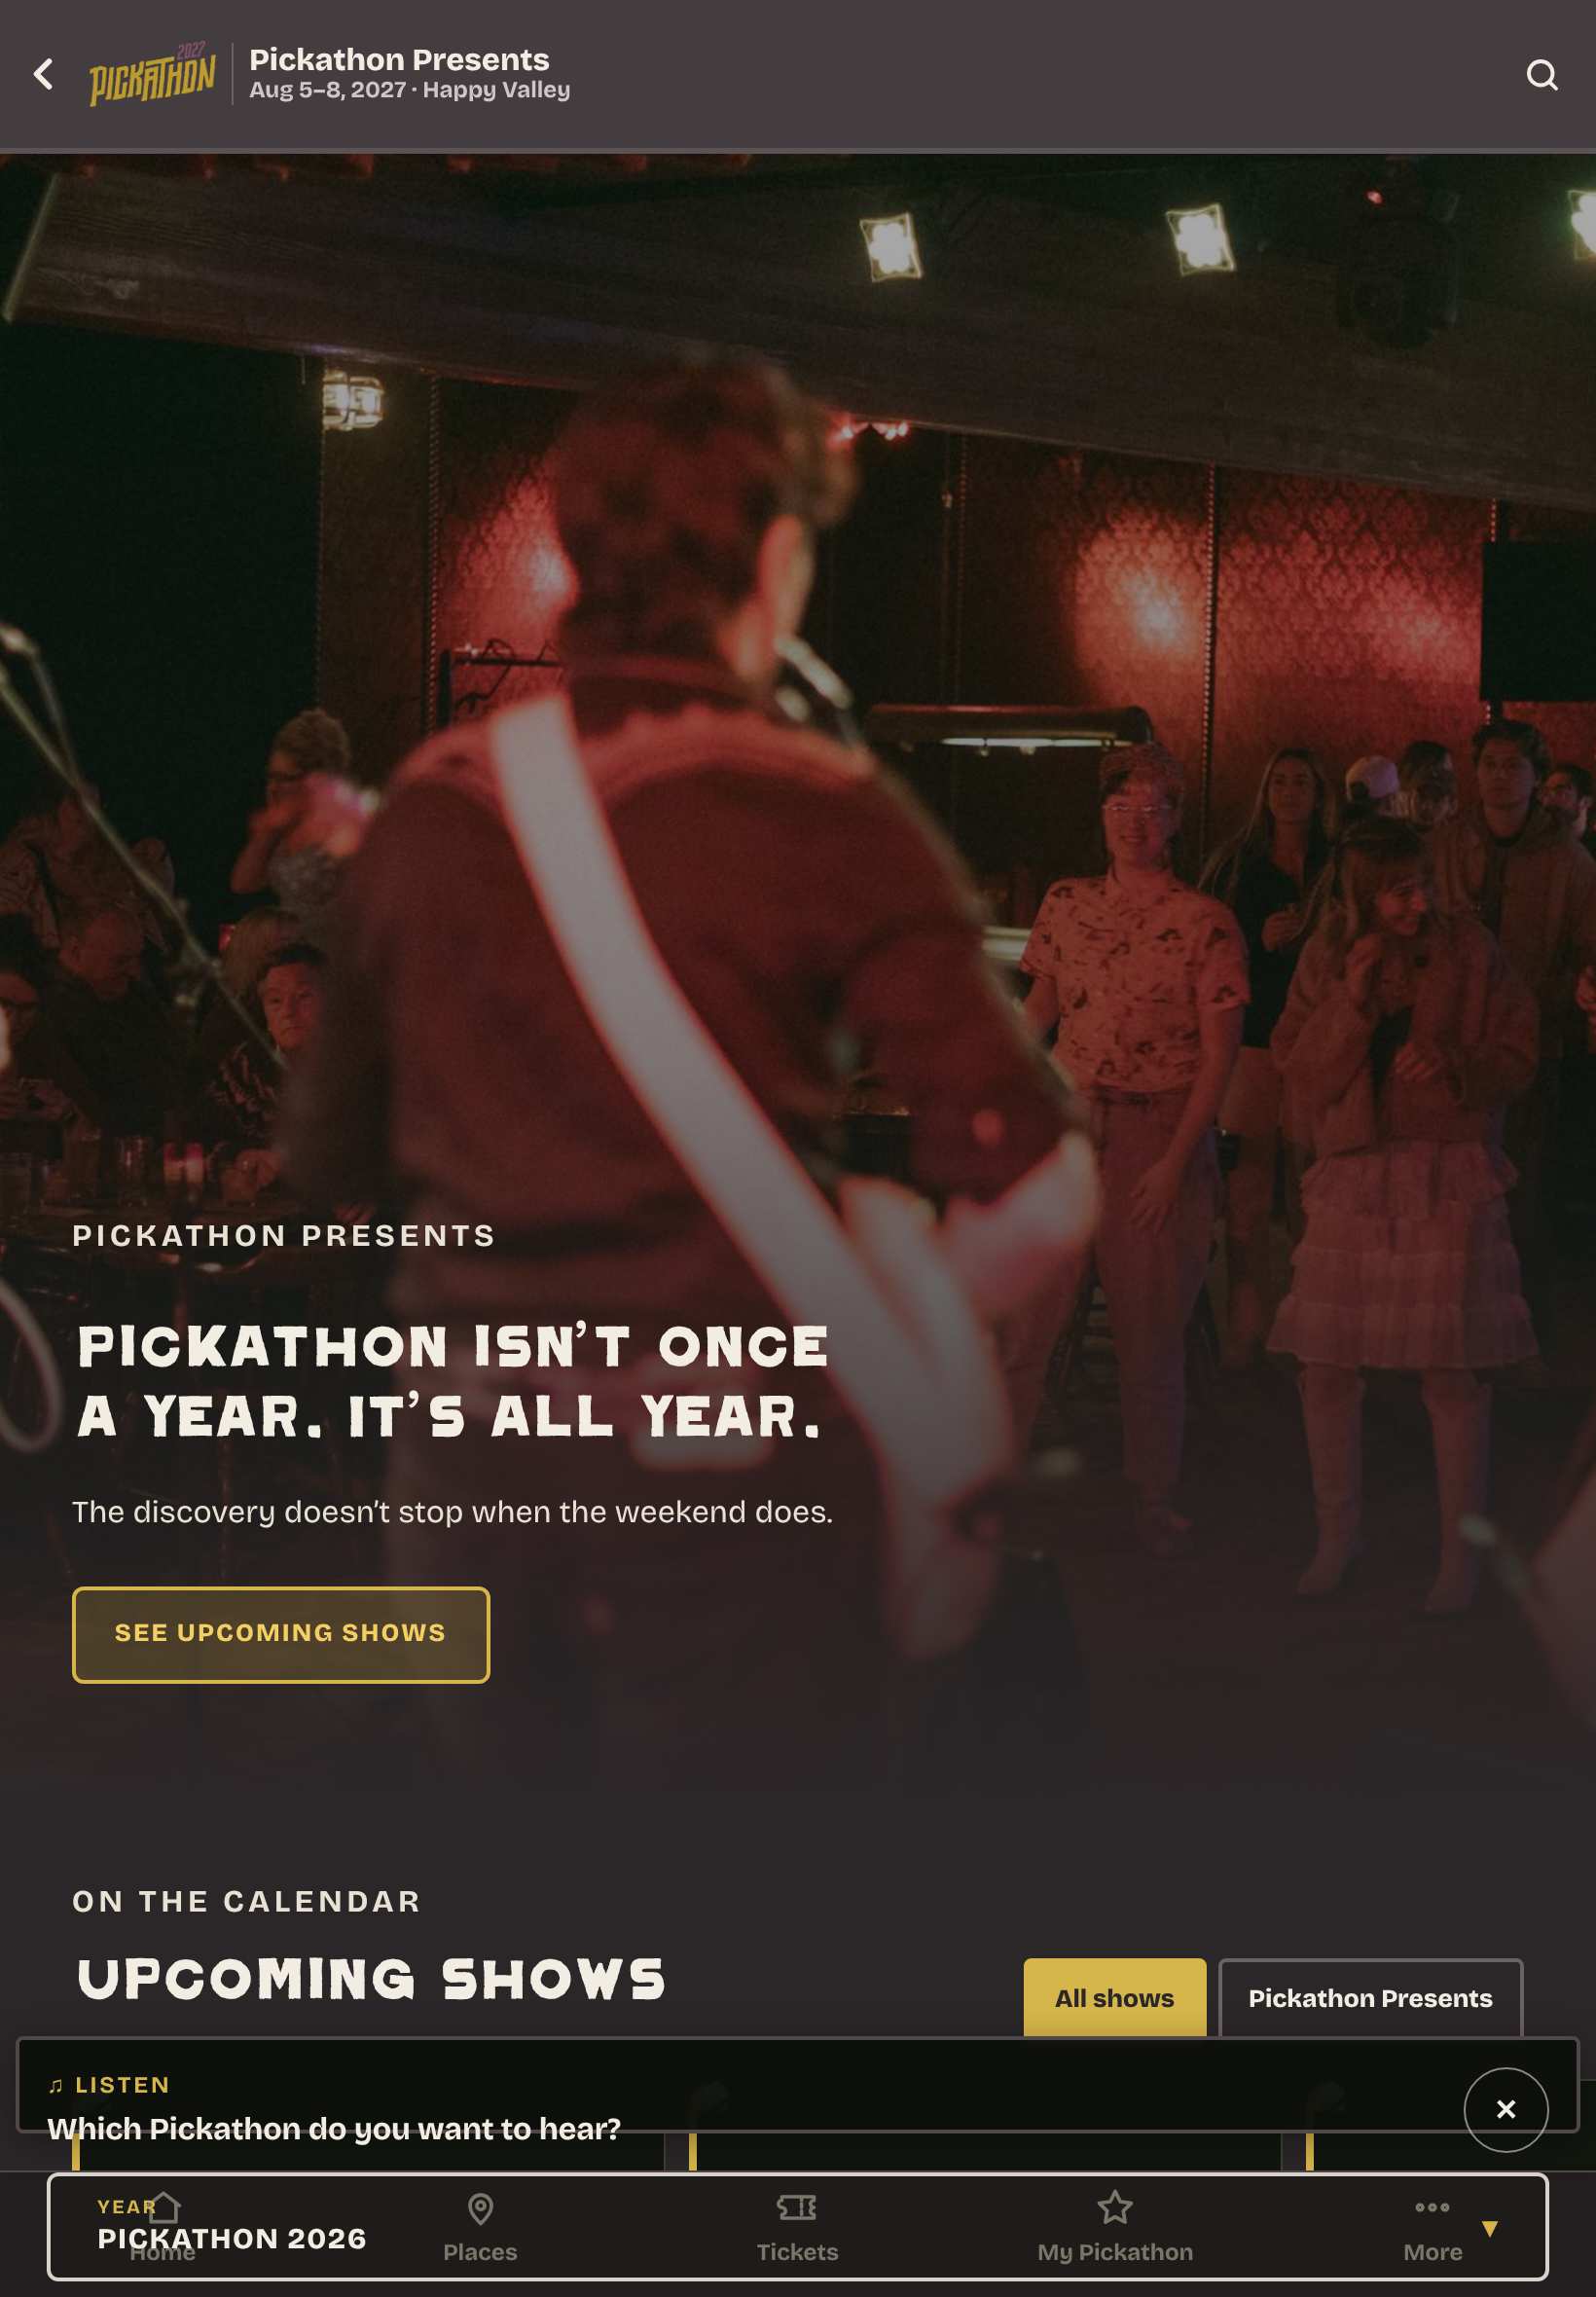 2027
PICKATHON
Pickathon Presents
Aug 5–8, 2027 · Happy Valley
PICKATHON PRESENTS
PICKATHON ISN’T ONCE
A YEAR. IT’S ALL YEAR.
The discovery doesn’t stop when the weekend does.
SEE UPCOMING SHOWS
ON THE CALENDAR
UPCOMING SHOWS
All shows
Pickathon Presents
♫ LISTEN
Which Pickathon do you want to hear?
YEAR
PICKATHON 2026
Home
Places
Tickets
My Pickathon
More